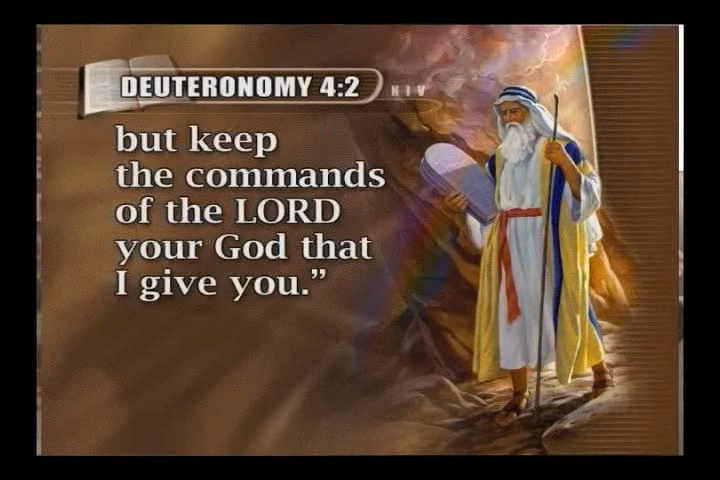 DEUTERONOMY 4:2 NIV
but keep
the commands
of the LORD
your God that
I give you.”